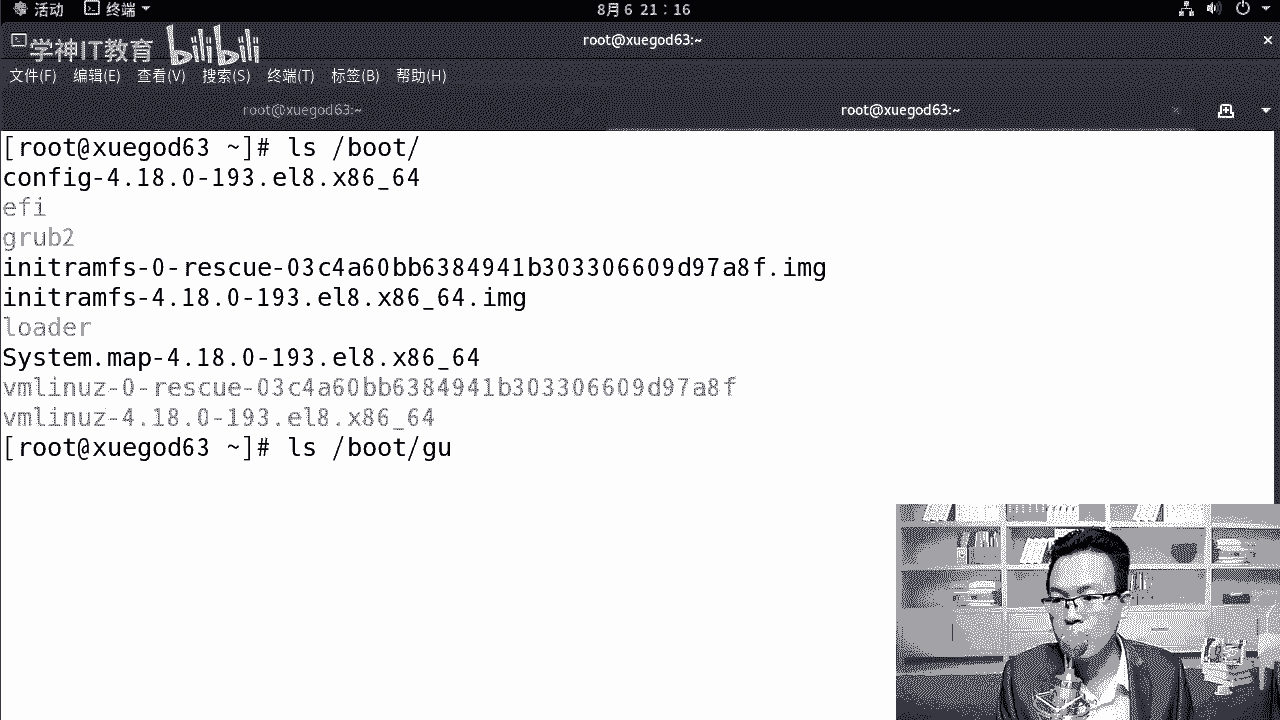 活动 终端 8月6 21：16
学神IT教育 bilibili
root@xuegod63:~
文件(F) 编辑(E) 查看(V) 搜索(S) 终端(T) 标签(B) 帮助(H)
root@xuegod63:~ root@xuegod63:~
[root@xuegod63 ~]# ls /boot/
config-4.18.0-193.el8.x86_64
efi
grub2
initramfs-0-rescue-03c4a60bb6384941b303306609d97a8f.img
initramfs-4.18.0-193.el8.x86_64.img
loader
System.map-4.18.0-193.el8.x86_64
vmlinuz-0-rescue-03c4a60bb6384941b303306609d97a8f
vmlinuz-4.18.0-193.el8.x86_64
[root@xuegod63 ~]# ls /boot/gu